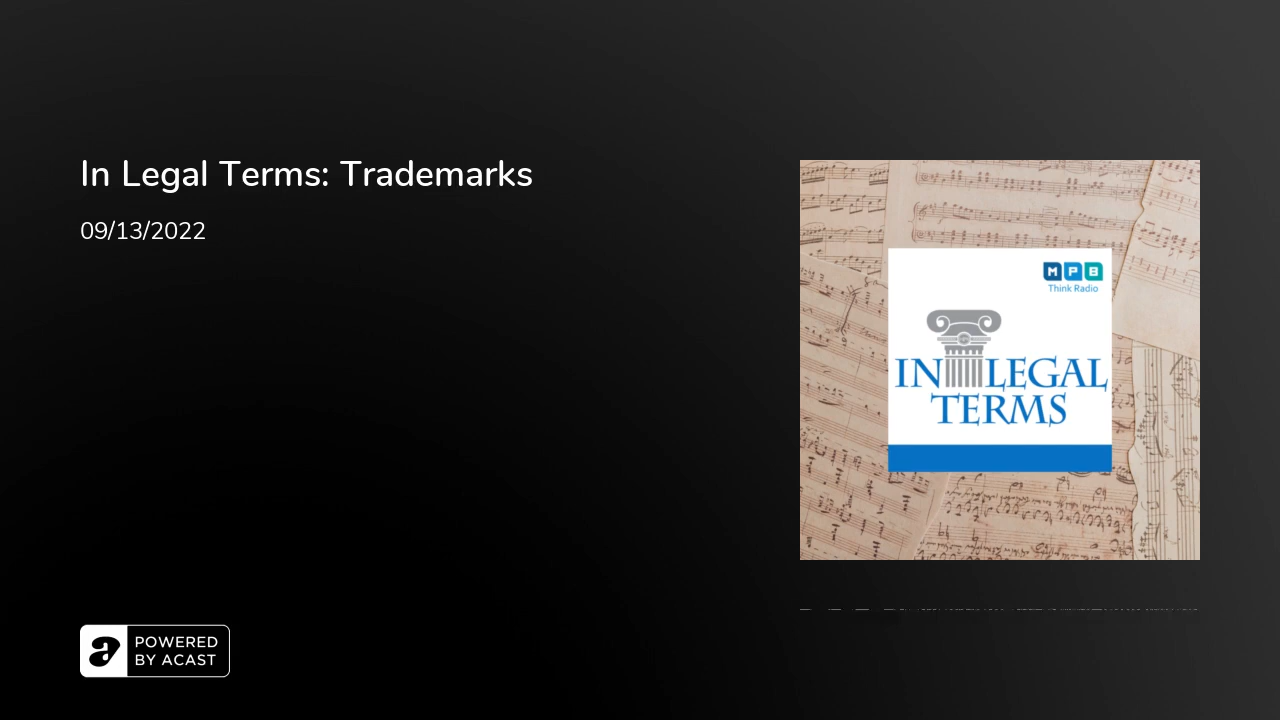 In Legal Terms: Trademarks
09/13/2022
MPB
Think Radio
IN LEGAL
TERMS
a
POWERED
BY ACAST